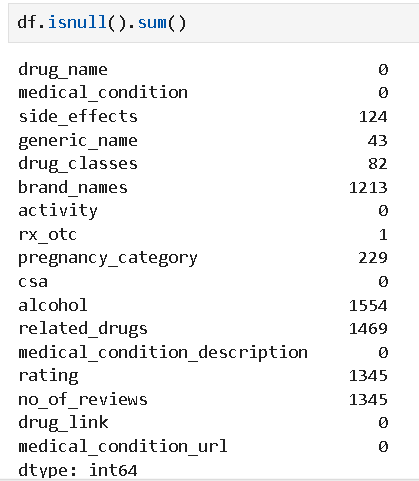 df.isnull().sum()
drug_name 0
medical_condition 0
side_effects 124
generic_name 43
drug_classes 82
brand_names 1213
activity 0
rx_otc 1
pregnancy_category 229
csa 0
alcohol 1554
related_drugs 1469
medical_condition_description 0
rating 1345
no_of_reviews 1345
drug_link 0
medical_condition_url 0
dtype: int64